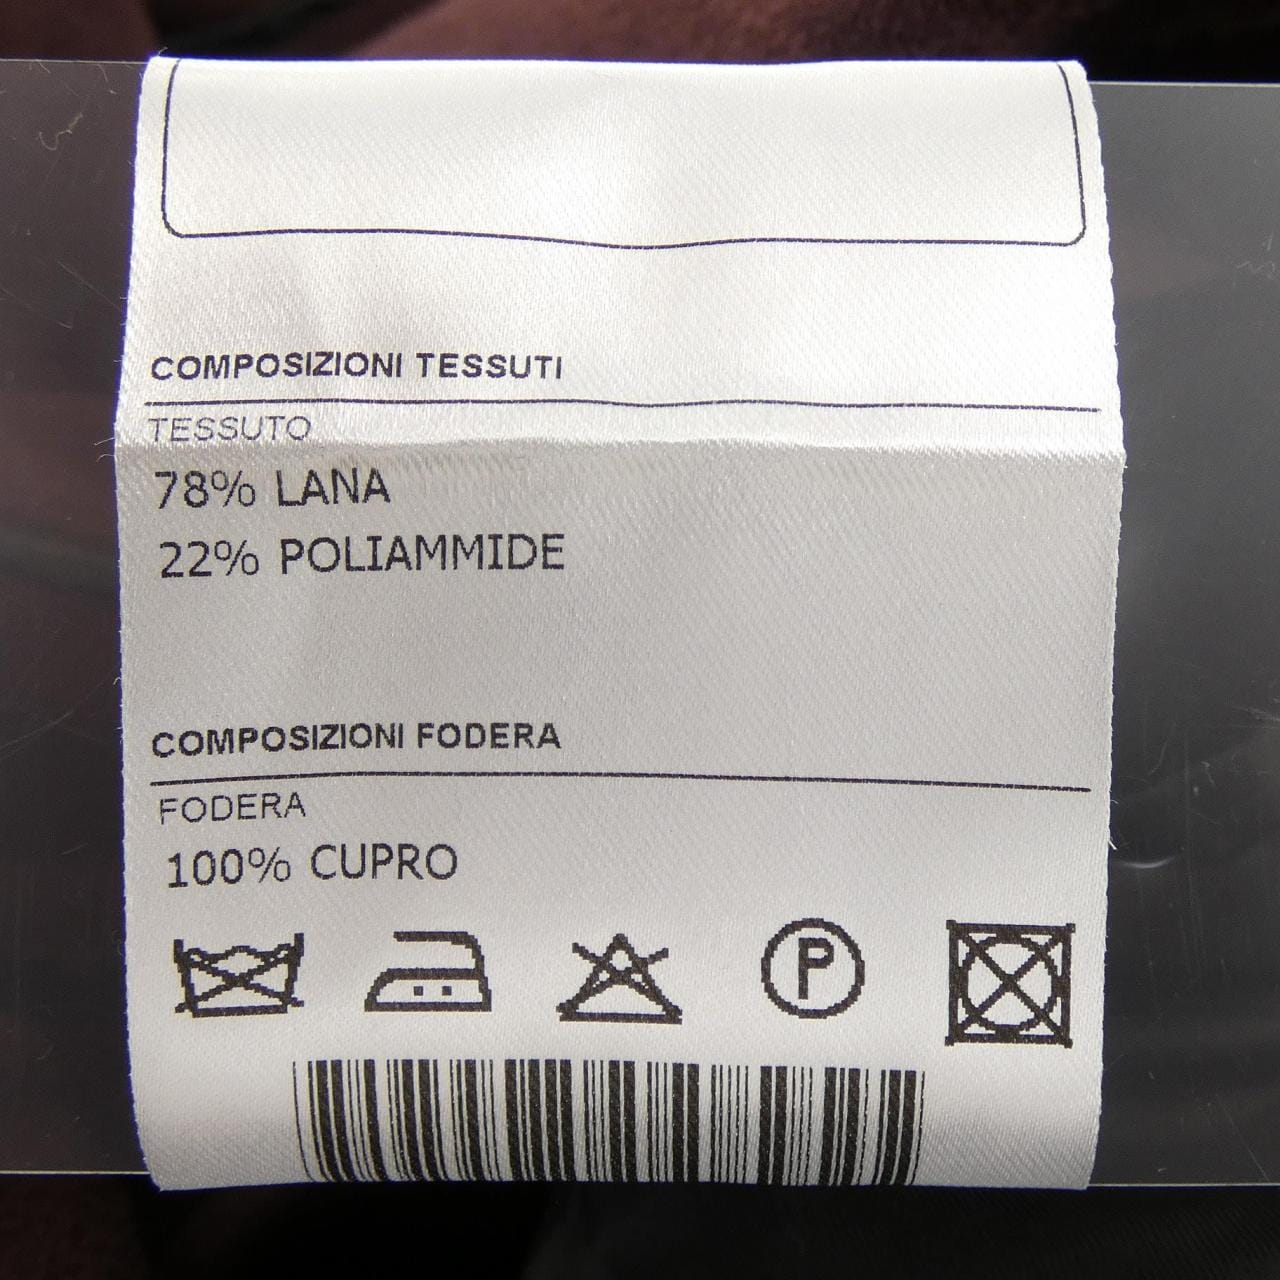 COMPOSIZIONI TESSUTI
TESSUTO
78% LANA
22% POLIAMMIDE
COMPOSIZIONI FODERA
FODERA
100% CUPRO
P